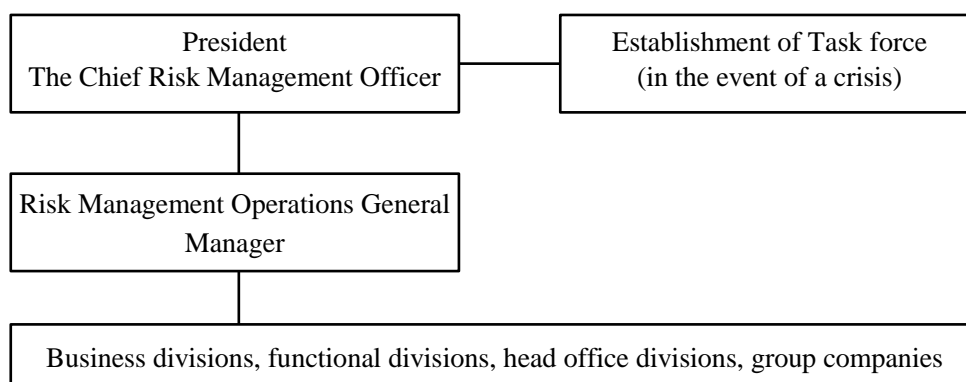 President
The Chief Risk Management Officer
Establishment of Task force
(in the event of a crisis)
Risk Management Operations General
Manager
Business divisions, functional divisions, head office divisions, group companies